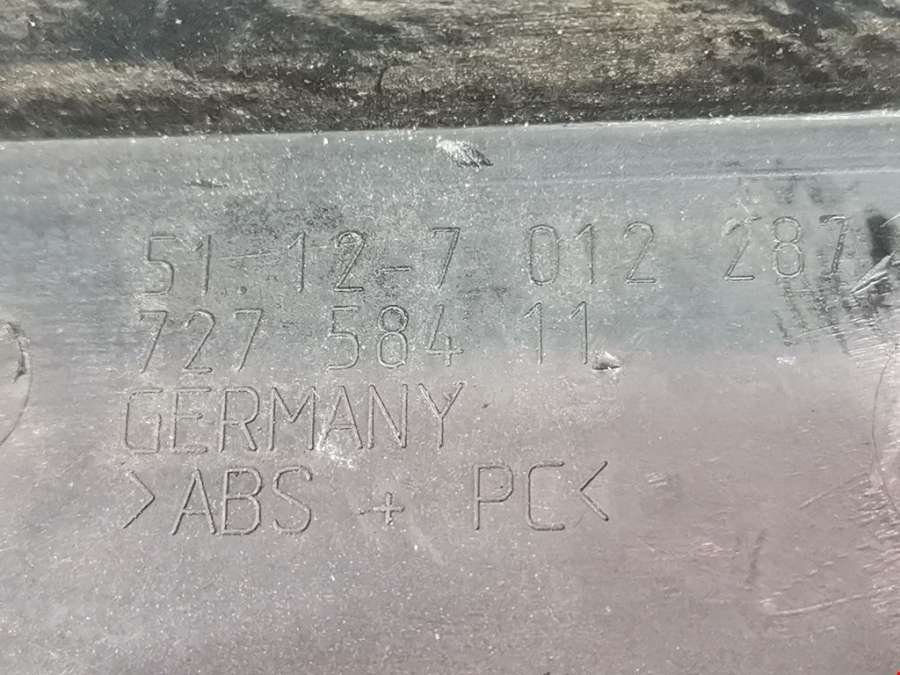 51.12-7 012 287
727 584 11
GERMANY
>ABS + PC<